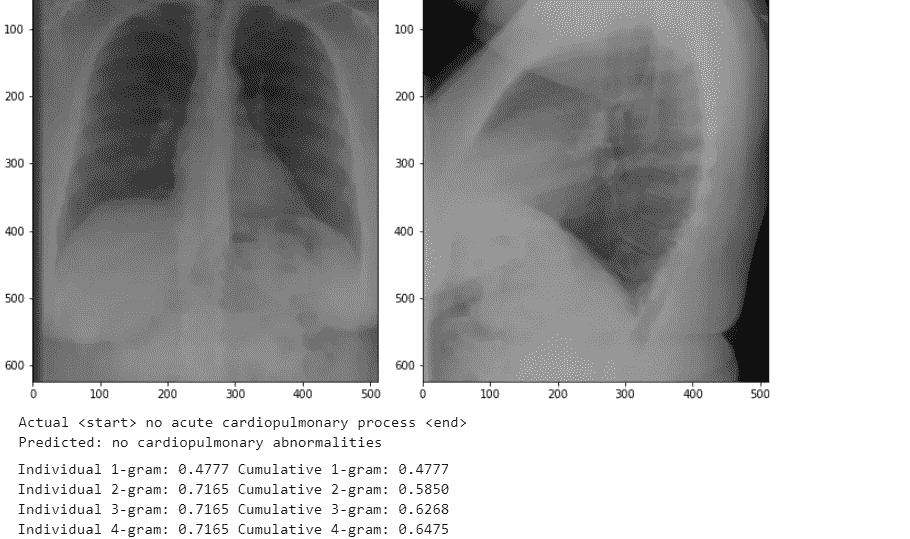 100
200
300
400
500
600
0 100 200 300 400 500
100
200
300
400
500
600
0 100 200 300 400 500
Actual <start> no acute cardiopulmonary process <end>
Predicted: no cardiopulmonary abnormalities
Individual 1-gram: 0.4777 Cumulative 1-gram: 0.4777
Individual 2-gram: 0.7165 Cumulative 2-gram: 0.5850
Individual 3-gram: 0.7165 Cumulative 3-gram: 0.6268
Individual 4-gram: 0.7165 Cumulative 4-gram: 0.6475